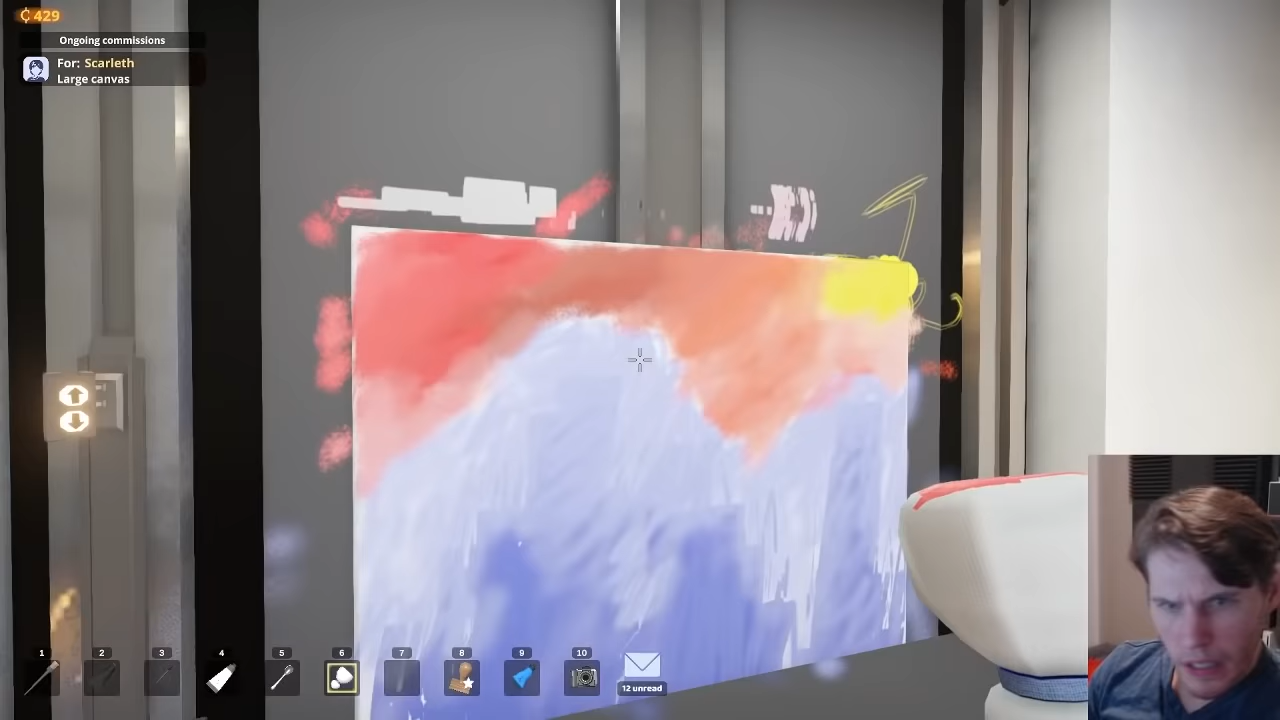 ₵429
Ongoing commissions
For: Scarleth
Large canvas
1 2 3 4 5 6 7 8 9 10
12 unread